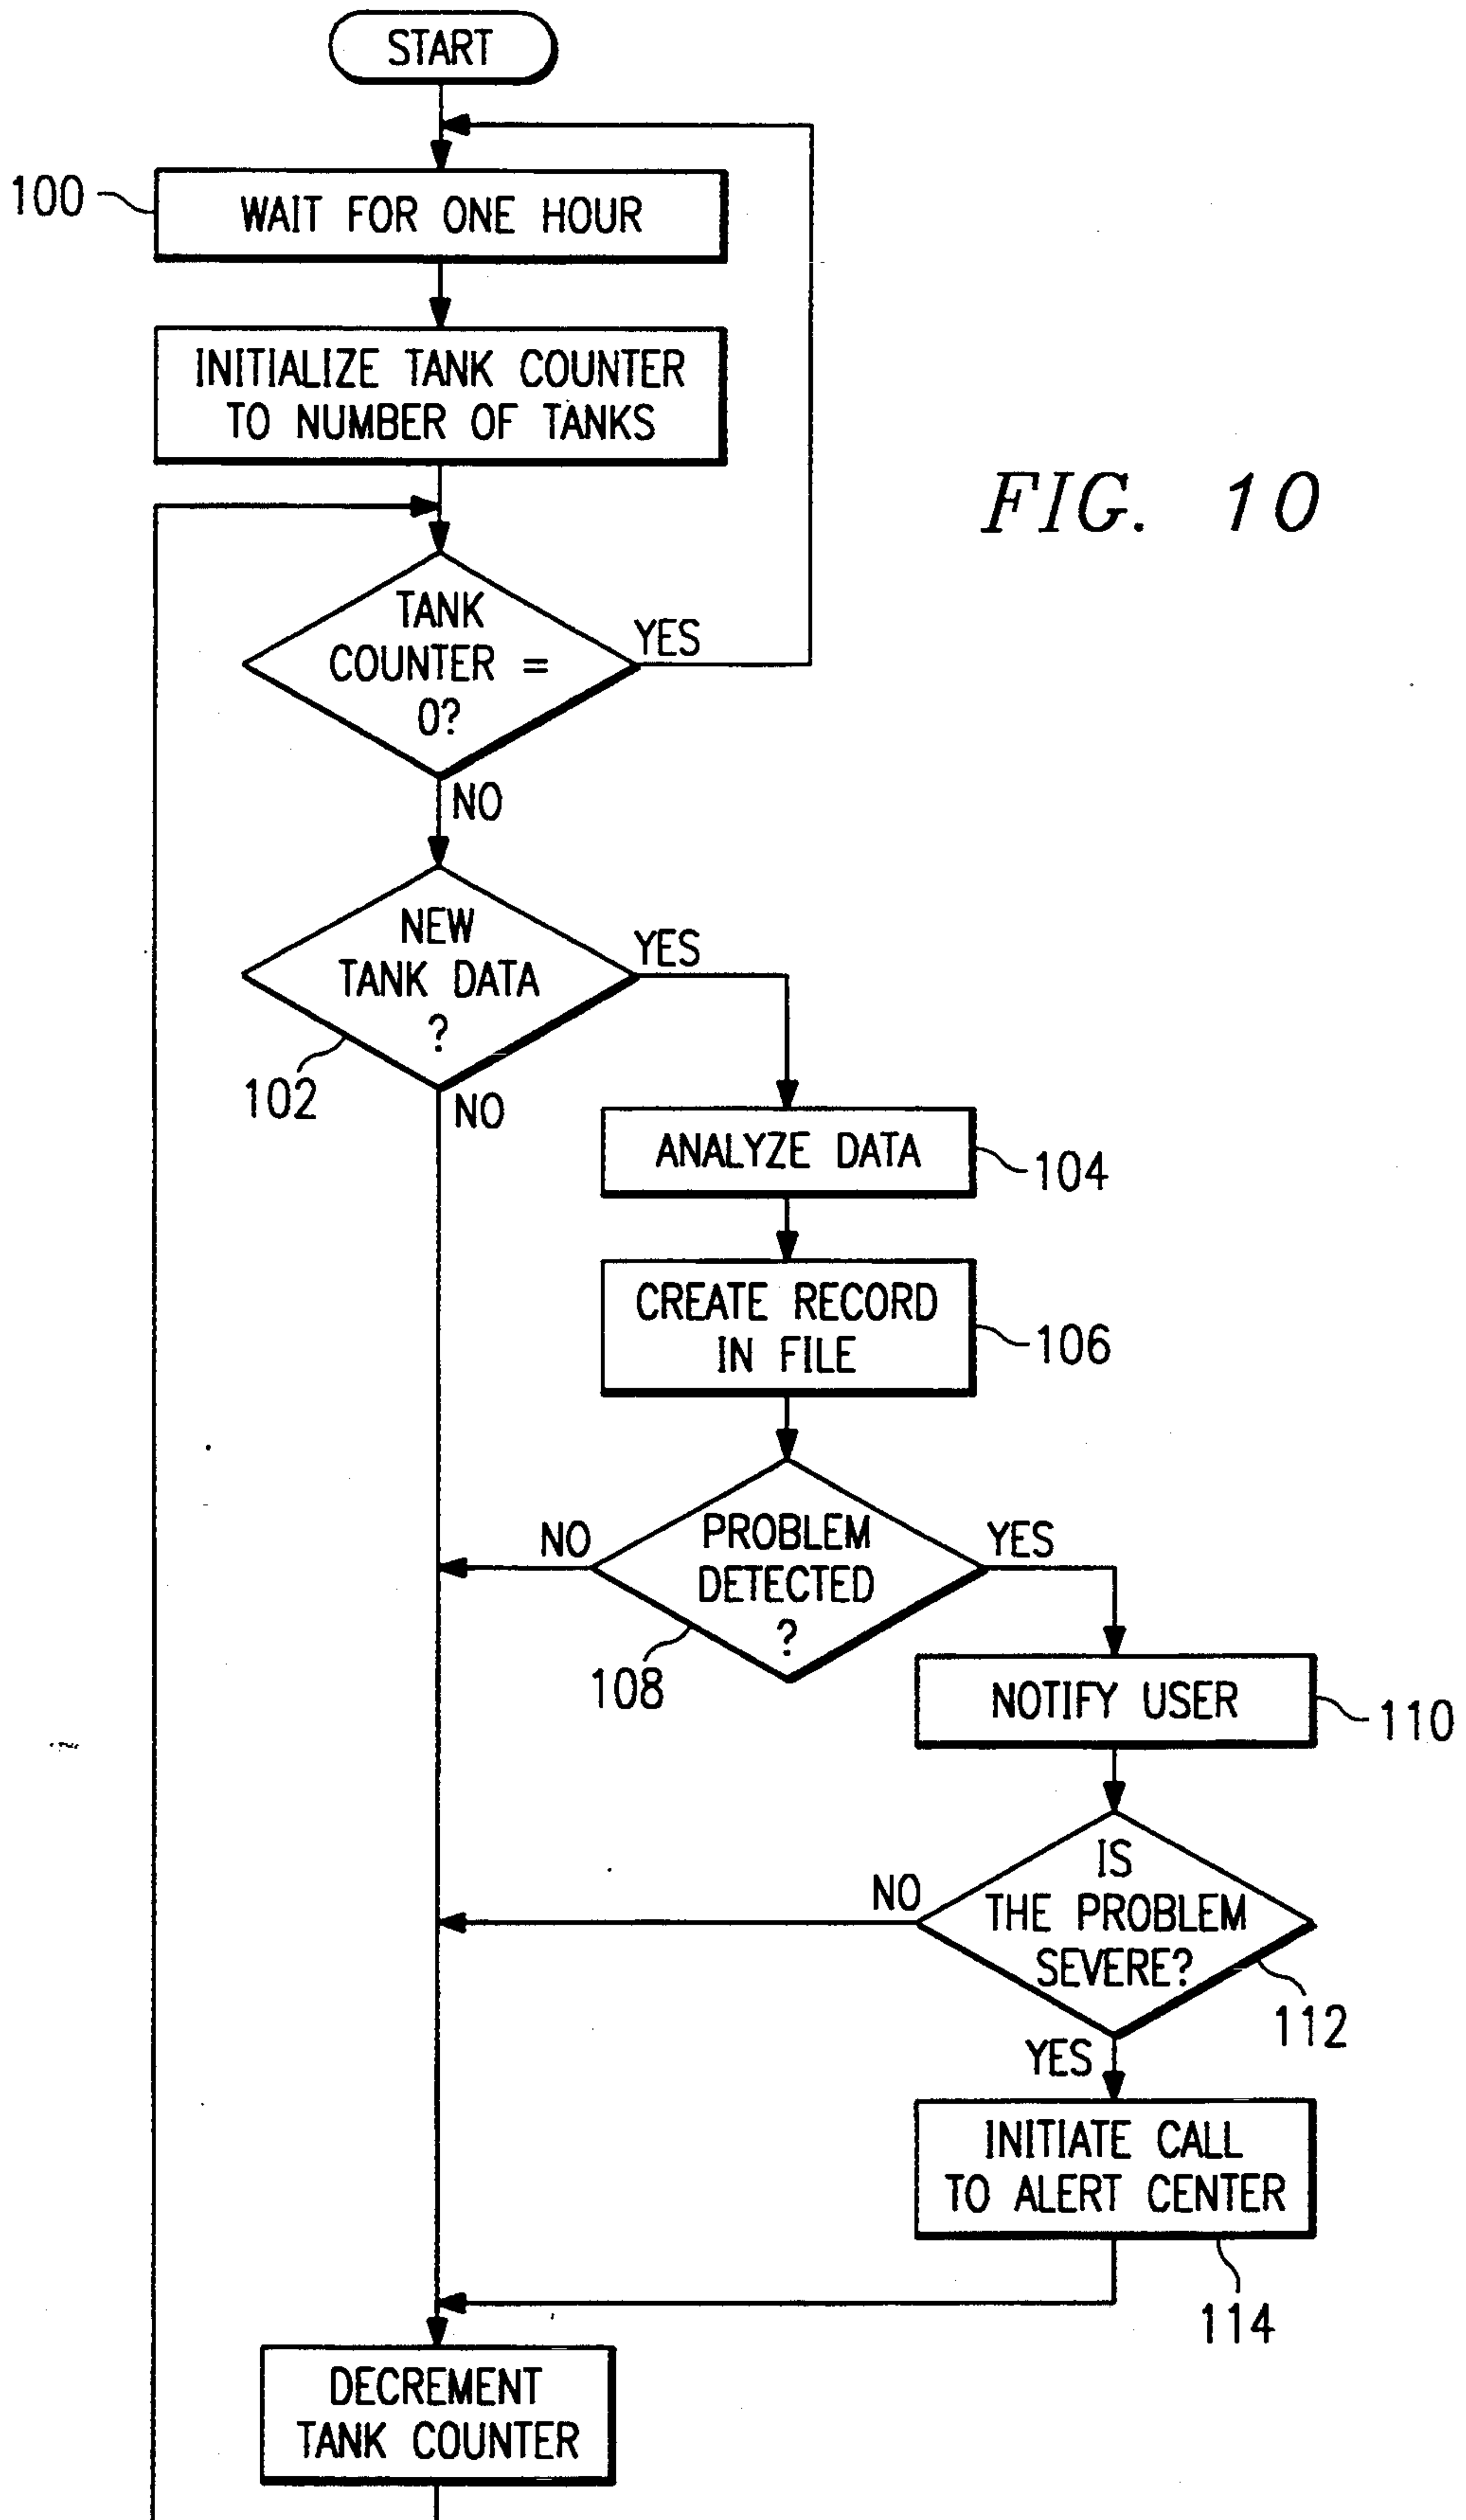 START
100
WAIT FOR ONE HOUR
INITIALIZE TANK COUNTER
TO NUMBER OF TANKS
FIG. 10
TANK
COUNTER =
0?
YES
NO
NEW
TANK DATA
?
YES
102
NO
ANALYZE DATA
104
CREATE RECORD
IN FILE
106
NO
PROBLEM
DETECTED
?
YES
108
NOTIFY USER
110
IS
THE PROBLEM
SEVERE?
NO
112
YES
INITIATE CALL
TO ALERT CENTER
114
DECREMENT
TANK COUNTER